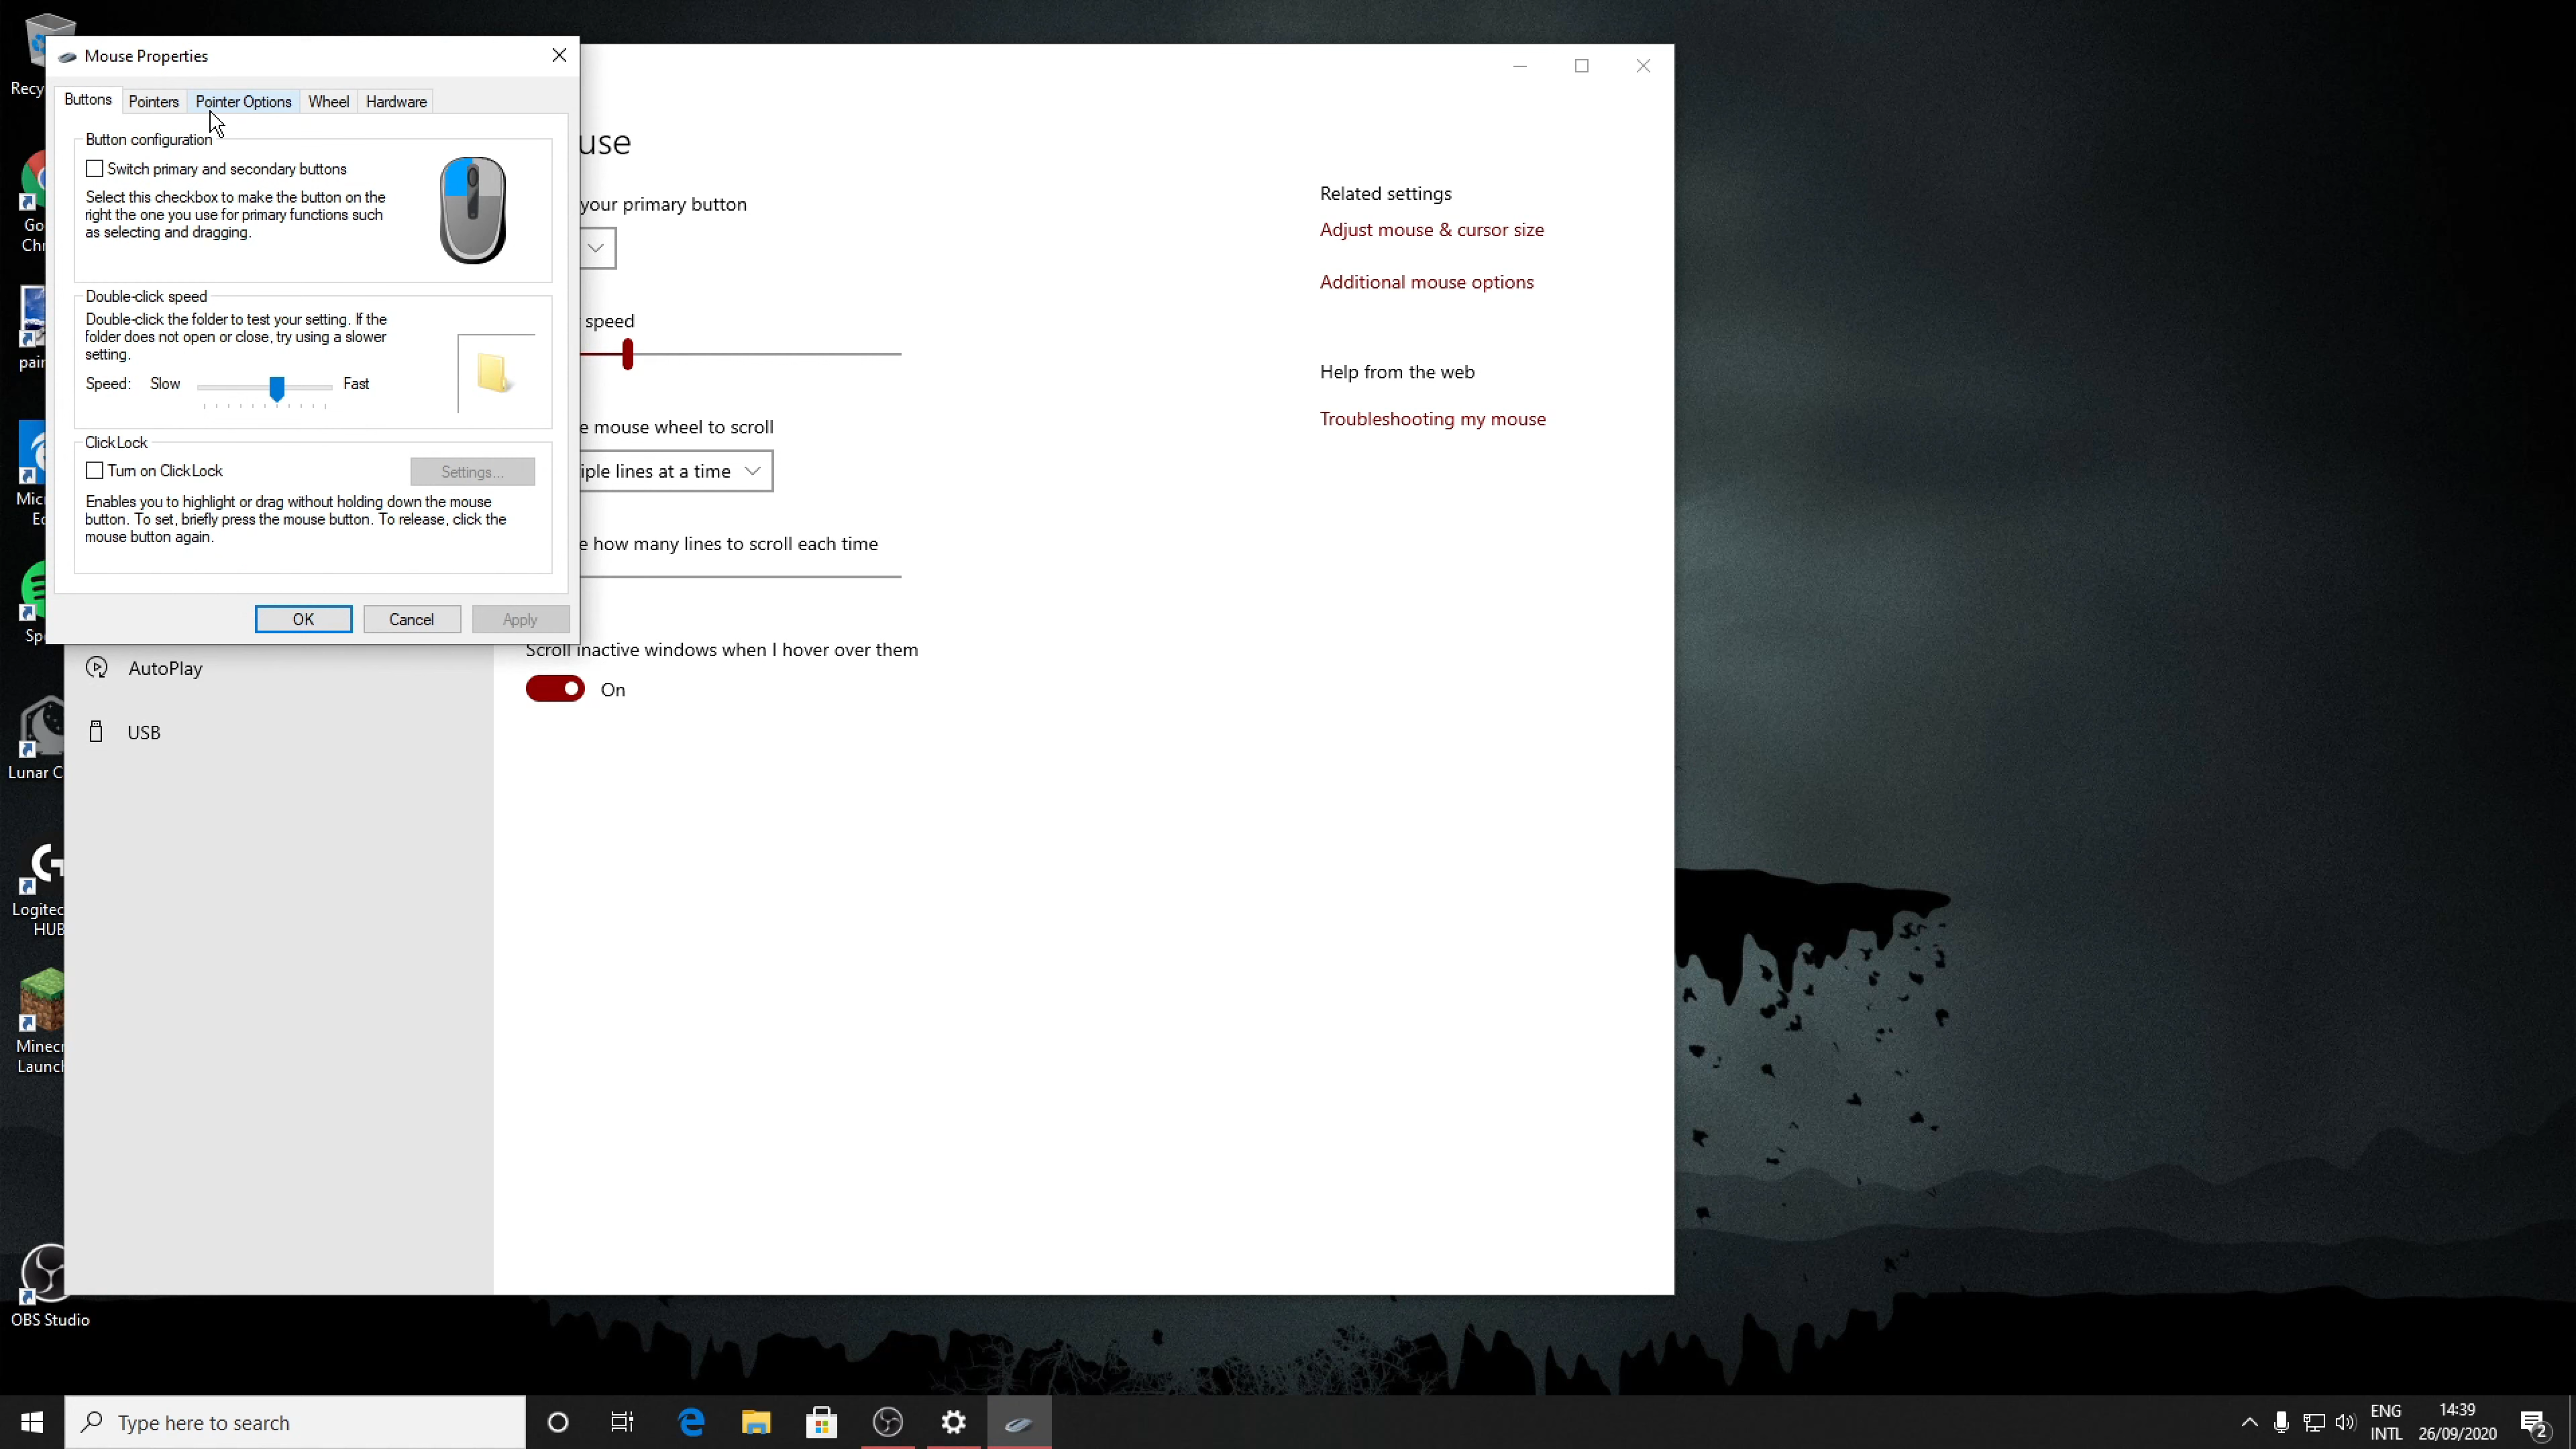 Recy
Mouse Properties
Buttons
Pointers
Pointer Options
Wheel
Hardware
Button configuration
Switch primary and secondary buttons
Select this checkbox to make the button on the
right the one you use for primary functions such
as selecting and dragging.
Double-click speed
Double-click the folder to test your setting. If the
folder does not open or close, try using a slower
setting.
Speed: Slow Fast
ClickLock
Turn on ClickLock
Settings...
Enables you to highlight or drag without holding down the mouse
button. To set, briefly press the mouse button. To release, click the
mouse button again.
OK
Cancel
Apply
use
your primary button
speed
e mouse wheel to scroll
iple lines at a time
e how many lines to scroll each time
Scroll inactive windows when I hover over them
On
Related settings
Adjust mouse & cursor size
Additional mouse options
Help from the web
Troubleshooting my mouse
AutoPlay
USB
Go
Chr
pain
Mic
Ec
Spo
Lunar C
Logitec
HUB
Minecr
Launch
OBS Studio
Type here to search
ENG
INTL
14:39
26/09/2020
2